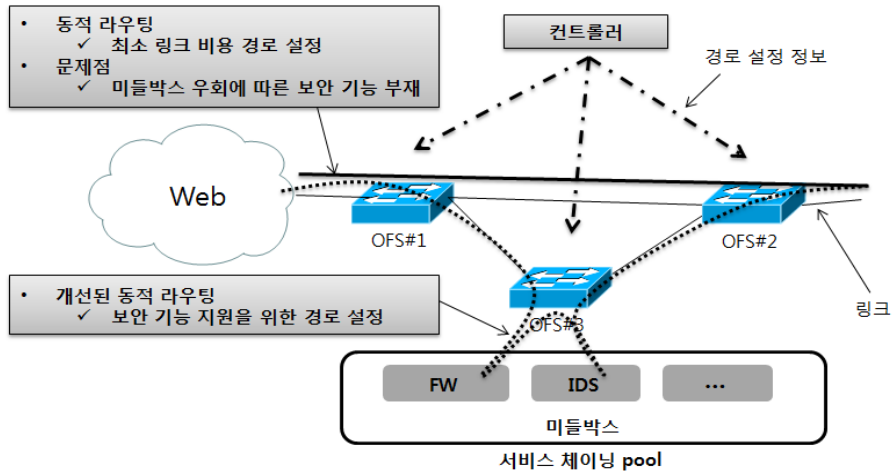 • 동적 라우팅
✓ 최소 링크 비용 경로 설정
• 문제점
✓ 미들박스 우회에 따른 보안 기능 부재
컨트롤러
경로 설정 정보
Web
OFS#1
OFS#2
• 개선된 동적 라우팅
✓ 보안 기능 지원을 위한 경로 설정
OFS#3
링크
FW
IDS
...
미들박스
서비스 체이닝 pool